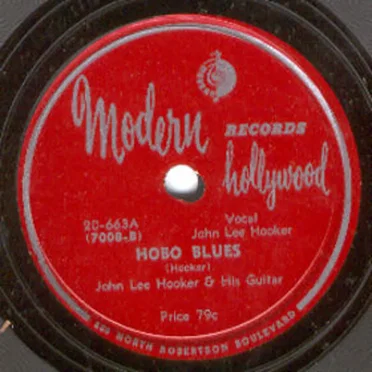 Modern
RECORDS
hollywood
20-663A
(7008-B)
Vocal
John Lee Hooker
HOBO BLUES
(Hooker)
John Lee Hooker & His Guitar
Price 79c
NORTH ROBERTSON BOULEVARD